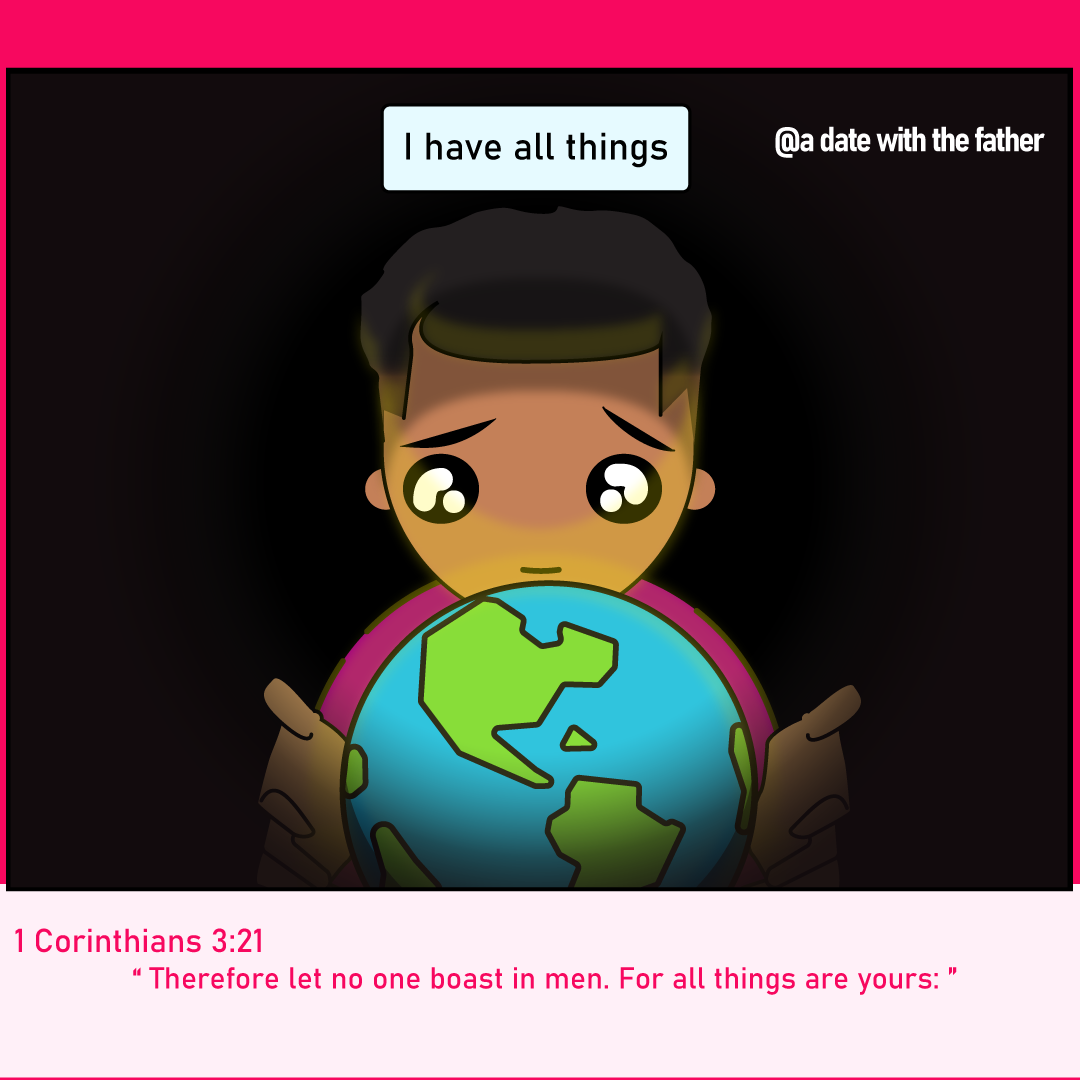 I have all things
@a date with the father
1 Corinthians 3:21
“ Therefore let no one boast in men. For all things are yours: ”